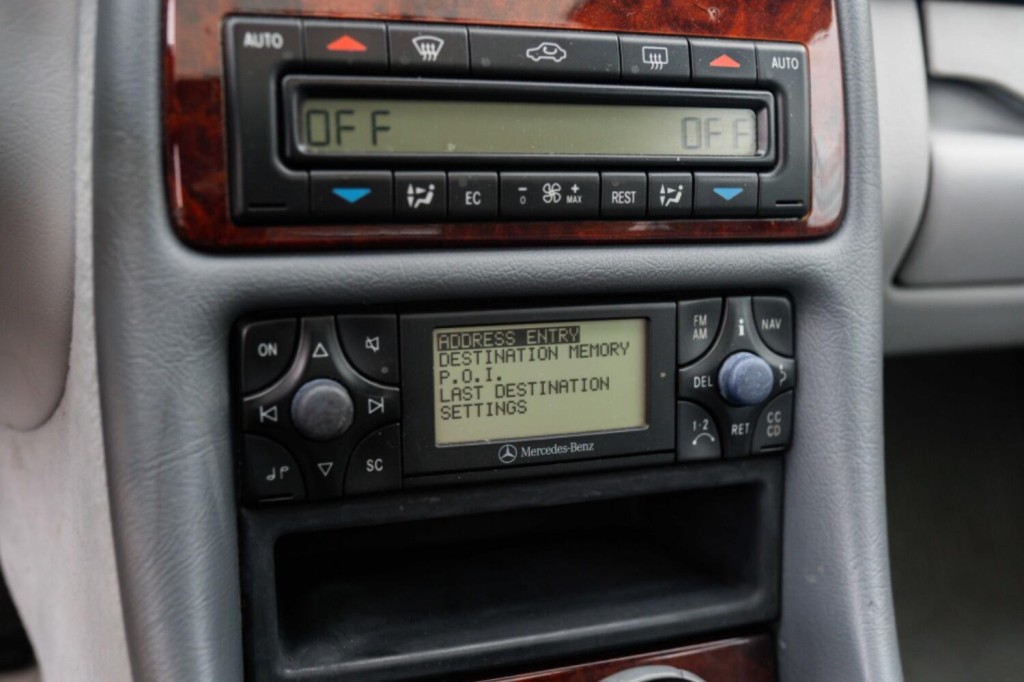 AUTO AUTO
OFF OFF
EC - 0 + MAX REST
ON
SC
ADDRESS ENTRY
DESTINATION MEMORY
P.O.I.
LAST DESTINATION
SETTINGS
Mercedes-Benz
FM
AM
i
NAV
DEL
1·2
RET
CC
CD